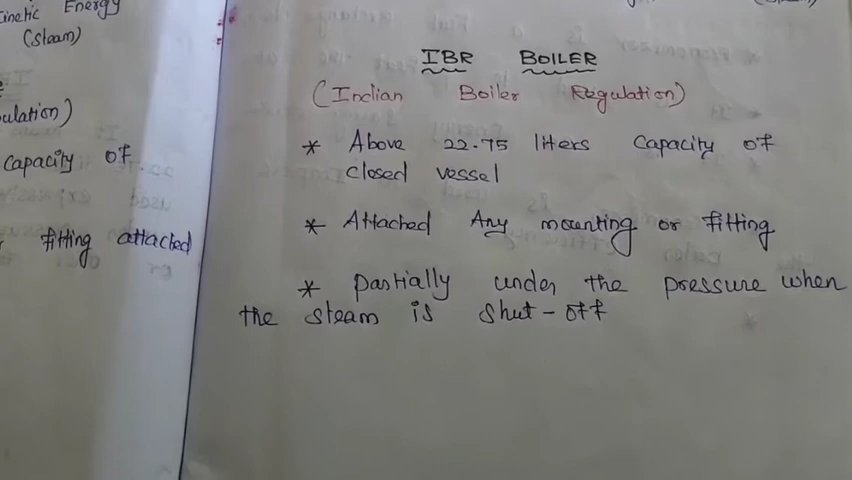 Kinetic Energy
(Steam)
ulation)
capacity of
fitting attached
IBR BOILER
(Indian Boiler Regulation)
* Above 22.75 liters capacity of
closed vessel
* Attached Any mounting or fitting
* partially under the pressure when
the steam is shut-off